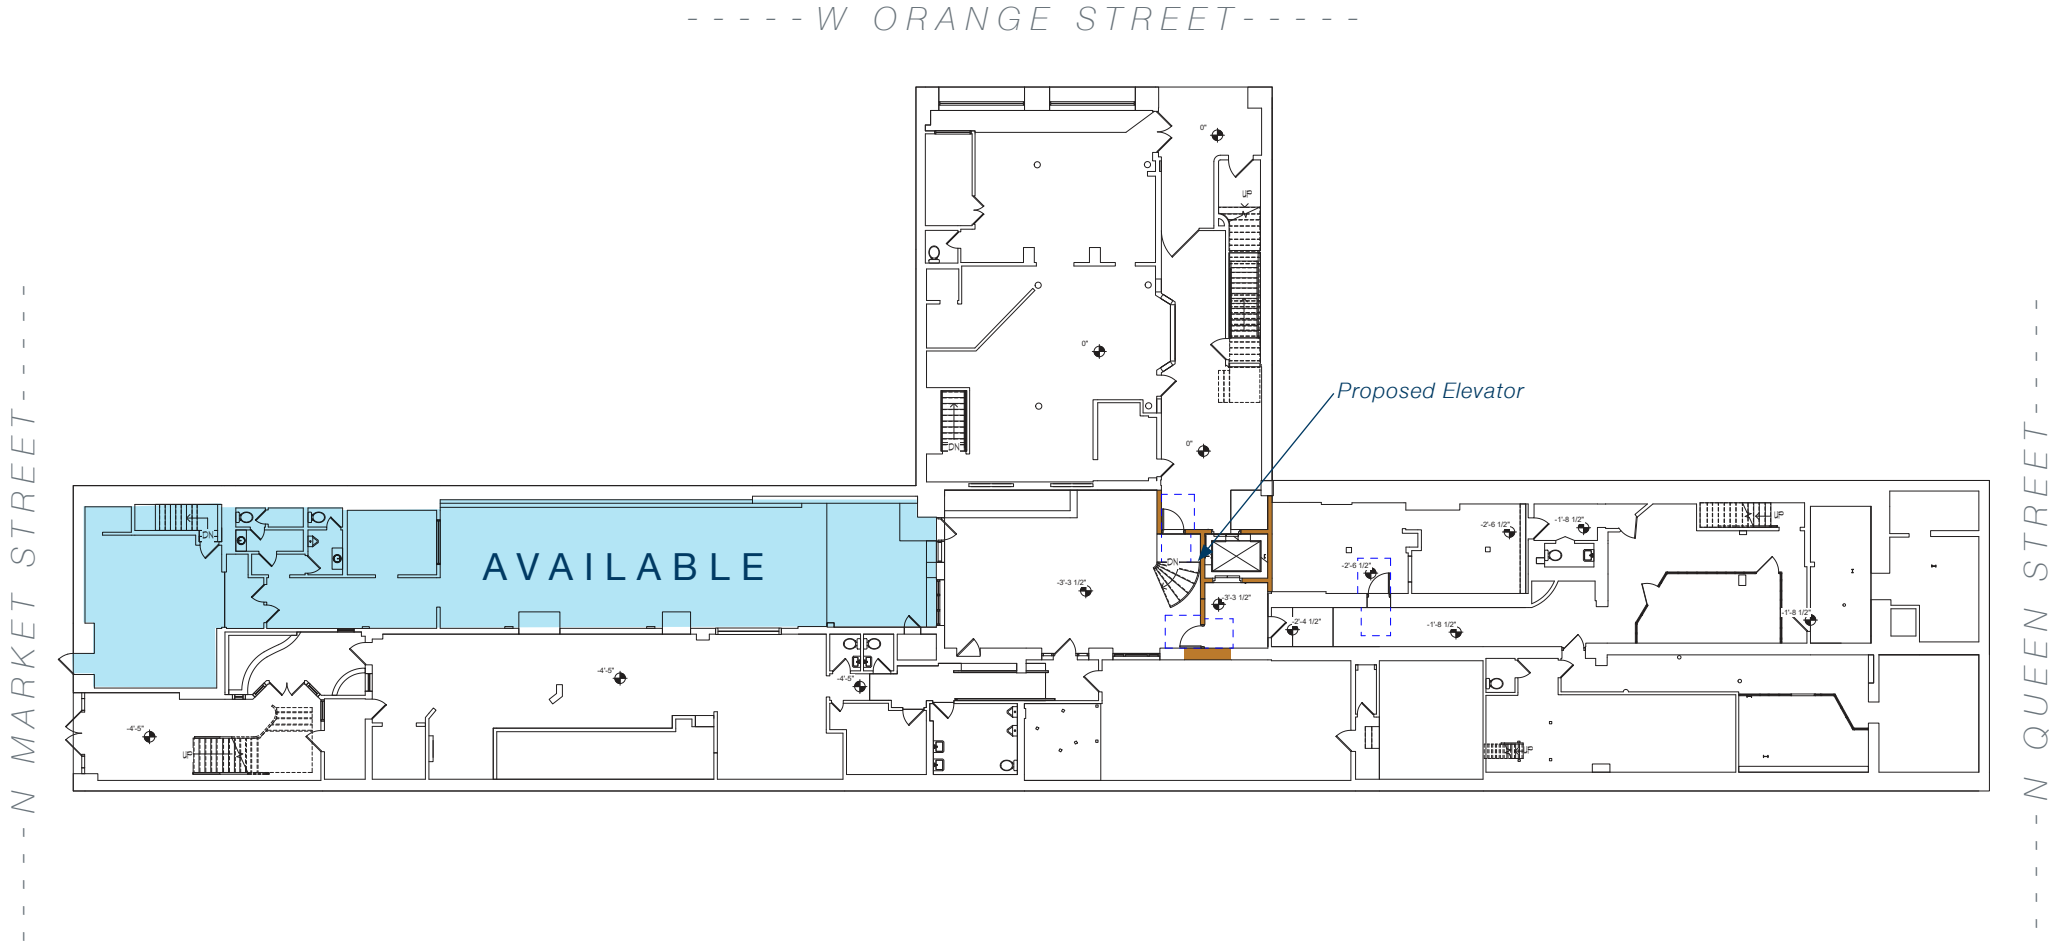 -----W ORANGE STREET-----
0"
UP
0"
Proposed Elevator
DN
0"
-----N MARKET STREET-----
-----N QUEEN STREET-----
UP
-2'-6 1/2"
-1'-8 1/2"
DN
AVAILABLE
DN
-2'-6 1/2"
-3'-3 1/2"
-3'-3 1/2"
-1'-8 1/2"
-2'-4 1/2"
-1'-8 1/2"
-4'-5"
-4'-5"
-4'-5"
UP
UP